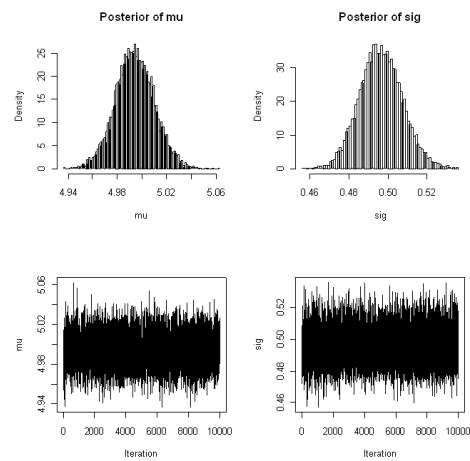 Posterior of mu
Density
0 5 10 15 20 25
4.94 4.98 5.02 5.06
mu
Posterior of sig
Density
0 10 20 30
0.46 0.48 0.50 0.52
sig
mu
4.94 4.98 5.02 5.06
0 2000 4000 6000 8000 10000
Iteration
sig
0.46 0.48 0.50 0.52
0 2000 4000 6000 8000 10000
Iteration